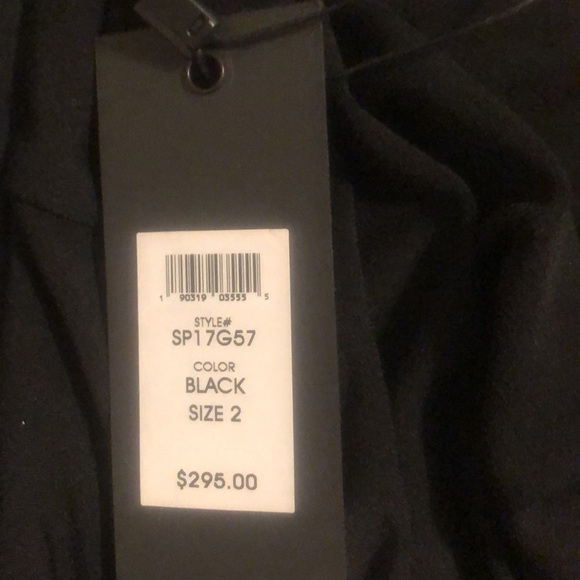 1 90319 03555 5
STYLE#
SP17G57
COLOR
BLACK
SIZE 2
$295.00